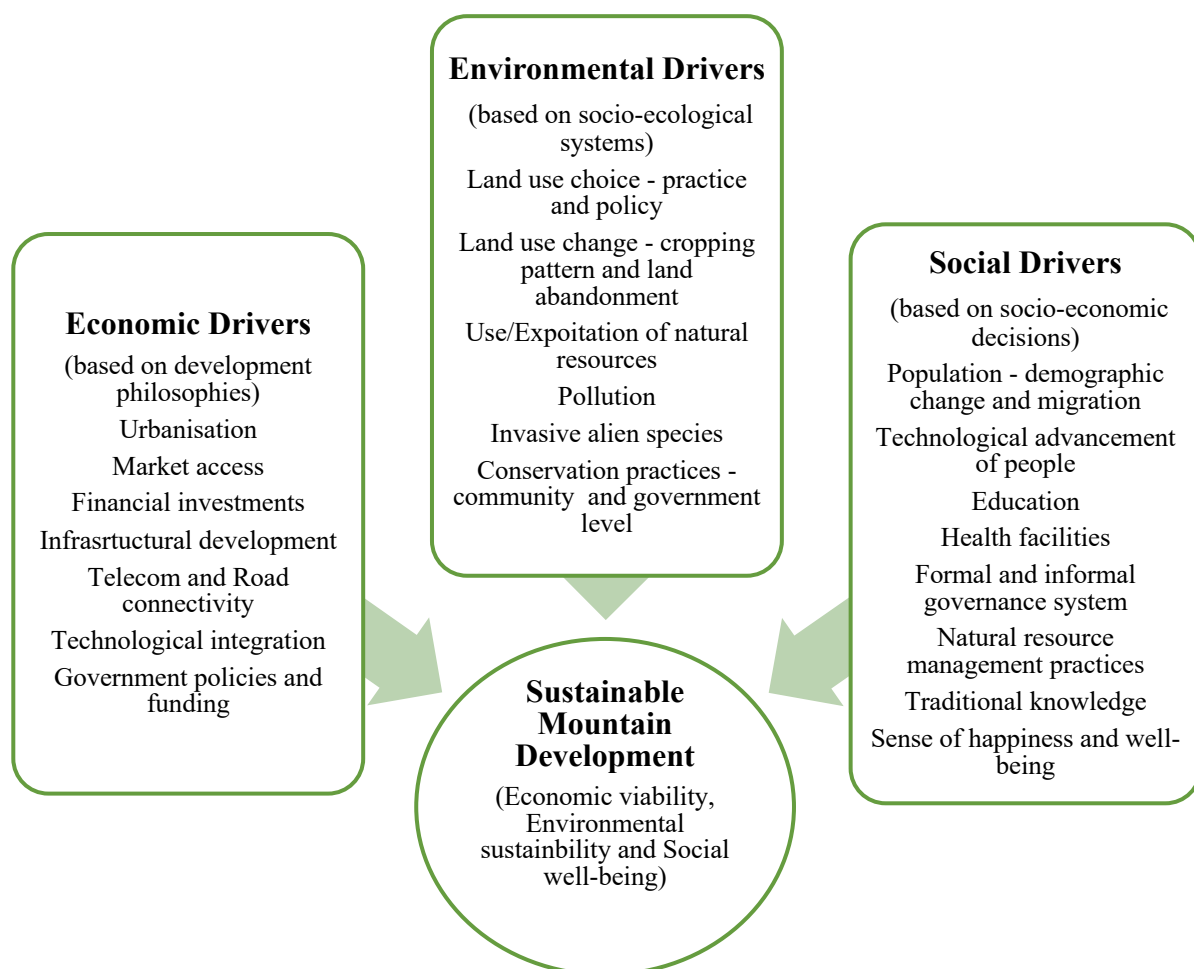 Environmental Drivers
(based on socio-ecological
systems)
Land use choice - practice
and policy
Land use change - cropping
pattern and land
abandonment
Use/Expoitation of natural
resources
Pollution
Invasive alien species
Conservation practices -
community and government
level
Economic Drivers
(based on development
philosophies)
Urbanisation
Market access
Financial investments
Infrasrtuctural development
Telecom and Road
connectivity
Technological integration
Government policies and
funding
Social Drivers
(based on socio-economic
decisions)
Population - demographic
change and migration
Technological advancement
of people
Education
Health facilities
Formal and informal
governance system
Natural resource
management practices
Traditional knowledge
Sense of happiness and well-
being
Sustainable
Mountain
Development
(Economic viability,
Environmental
sustainbility and Social
well-being)